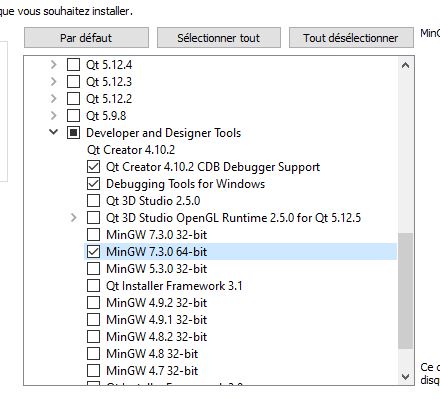 que vous souhaitez installer.
Par défaut
Sélectionner tout
Tout désélectionner
Qt 5.12.4
Qt 5.12.3
Qt 5.12.2
Qt 5.9.8
Developer and Designer Tools
Qt Creator 4.10.2
Qt Creator 4.10.2 CDB Debugger Support
Debugging Tools for Windows
Qt 3D Studio 2.5.0
Qt 3D Studio OpenGL Runtime 2.5.0 for Qt 5.12.5
MinGW 7.3.0 32-bit
MinGW 7.3.0 64-bit
MinGW 5.3.0 32-bit
Qt Installer Framework 3.1
MinGW 4.9.2 32-bit
MinGW 4.9.1 32-bit
MinGW 4.8.2 32-bit
MinGW 4.8 32-bit
MinGW 4.7 32-bit
Ce